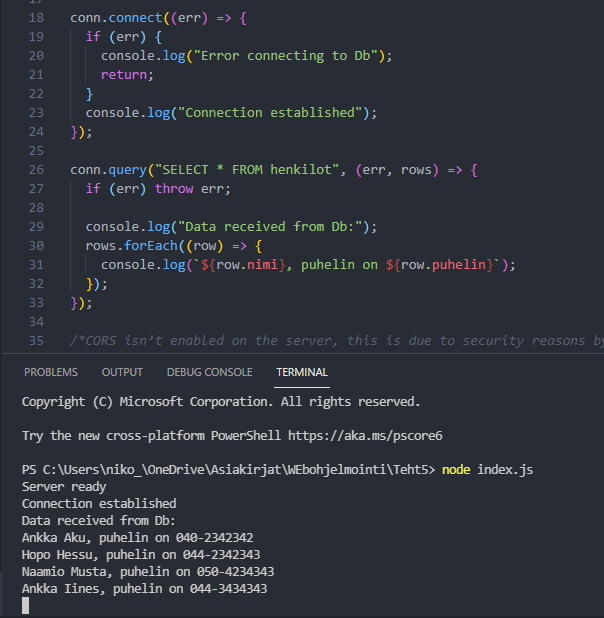 18 conn.connect((err) => {
19 if (err) {
20 console.log("Error connecting to Db");
21 return;
22 }
23 console.log("Connection established");
24 });
25
26 conn.query("SELECT * FROM henkilot", (err, rows) => {
27 if (err) throw err;
28
29 console.log("Data received from Db:");
30 rows.forEach((row) => {
31 console.log(`${row.nimi}, puhelin on ${row.puhelin}`);
32 });
33 });
34
35 /*CORS isn’t enabled on the server, this is due to security reasons by
PROBLEMS OUTPUT DEBUG CONSOLE TERMINAL
Copyright (C) Microsoft Corporation. All rights reserved.
Try the new cross-platform PowerShell https://aka.ms/pscore6
PS C:\Users\niko_\OneDrive\Asiakirjat\WEbohjelmointi\Teht5> node index.js
Server ready
Connection established
Data received from Db:
Ankka Aku, puhelin on 040-2342342
Hopo Hessu, puhelin on 044-2342343
Naamio Musta, puhelin on 050-4234343
Ankka Iines, puhelin on 044-3434343